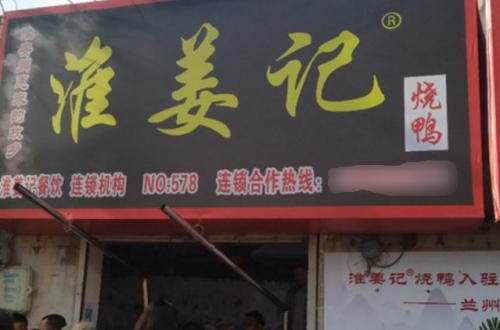 淮姜记®
烧鸭
淮姜记餐饮 连锁机构 NO:578 连锁合作热线:
淮姜记®烧鸭入驻
——兰州